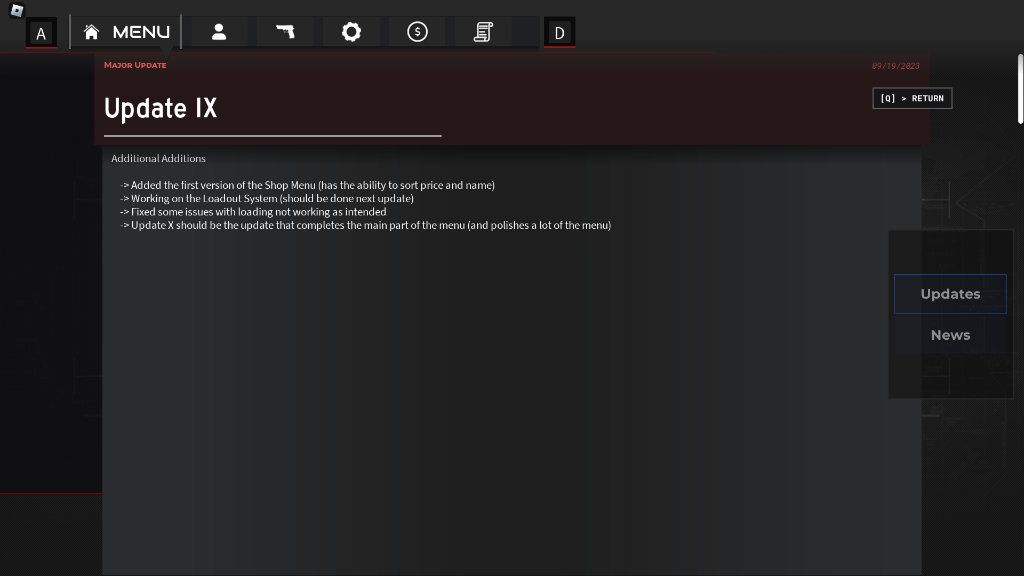 A
MENU
$
D
Major Update
09/19/2023
Update IX
[Q] > RETURN
Additional Additions
-> Added the first version of the Shop Menu (has the ability to sort price and name)
-> Working on the Loadout System (should be done next update)
-> Fixed some issues with loading not working as intended
-> Update X should be the update that completes the main part of the menu (and polishes a lot of the menu)
Updates
News